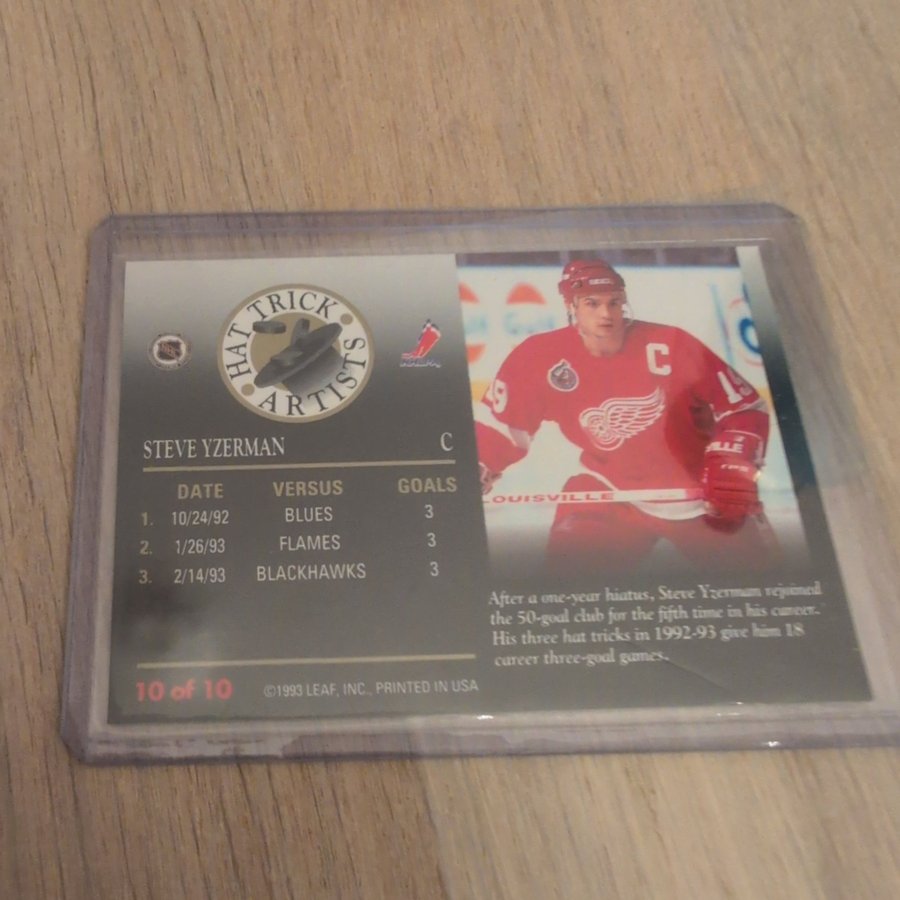 HAT TRICK
ARTISTS
STEVE YZERMAN C
DATE VERSUS GOALS
1. 10/24/92 BLUES 3
2. 1/26/93 FLAMES 3
3. 2/14/93 BLACKHAWKS 3
10 of 10 ©1993 LEAF, INC., PRINTED IN USA
C
19
19
LOUISVILLE
After a one-year hiatus, Steve Yzerman rejoined
the 50-goal club for the fifth time in his career.
His three hat tricks in 1992-93 give him 18
career three-goal games.